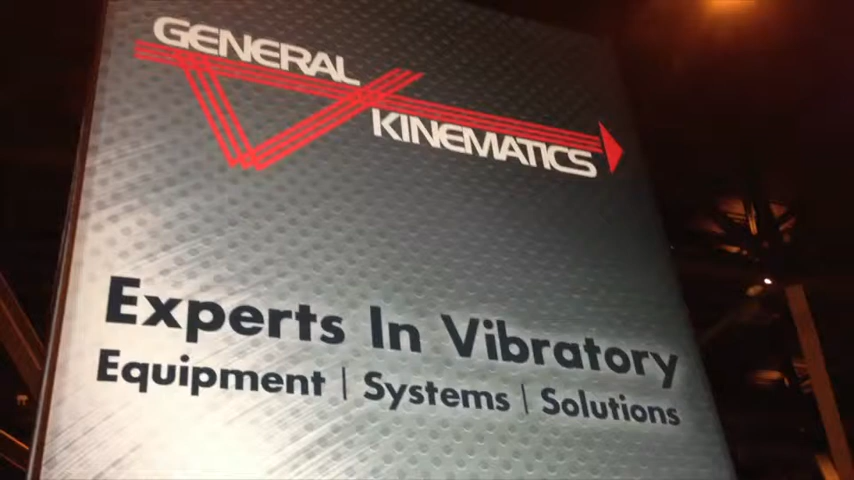 GENERAL
KINEMATICS
Experts In Vibratory
Equipment | Systems | Solutions